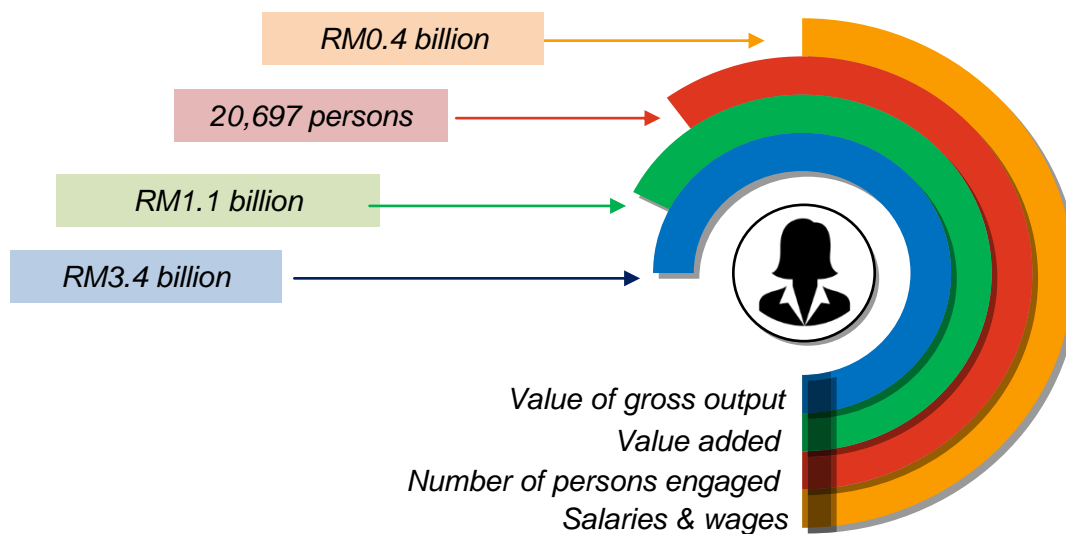 RM0.4 billion
20,697 persons
RM1.1 billion
RM3.4 billion
Value of gross output
Value added
Number of persons engaged
Salaries & wages